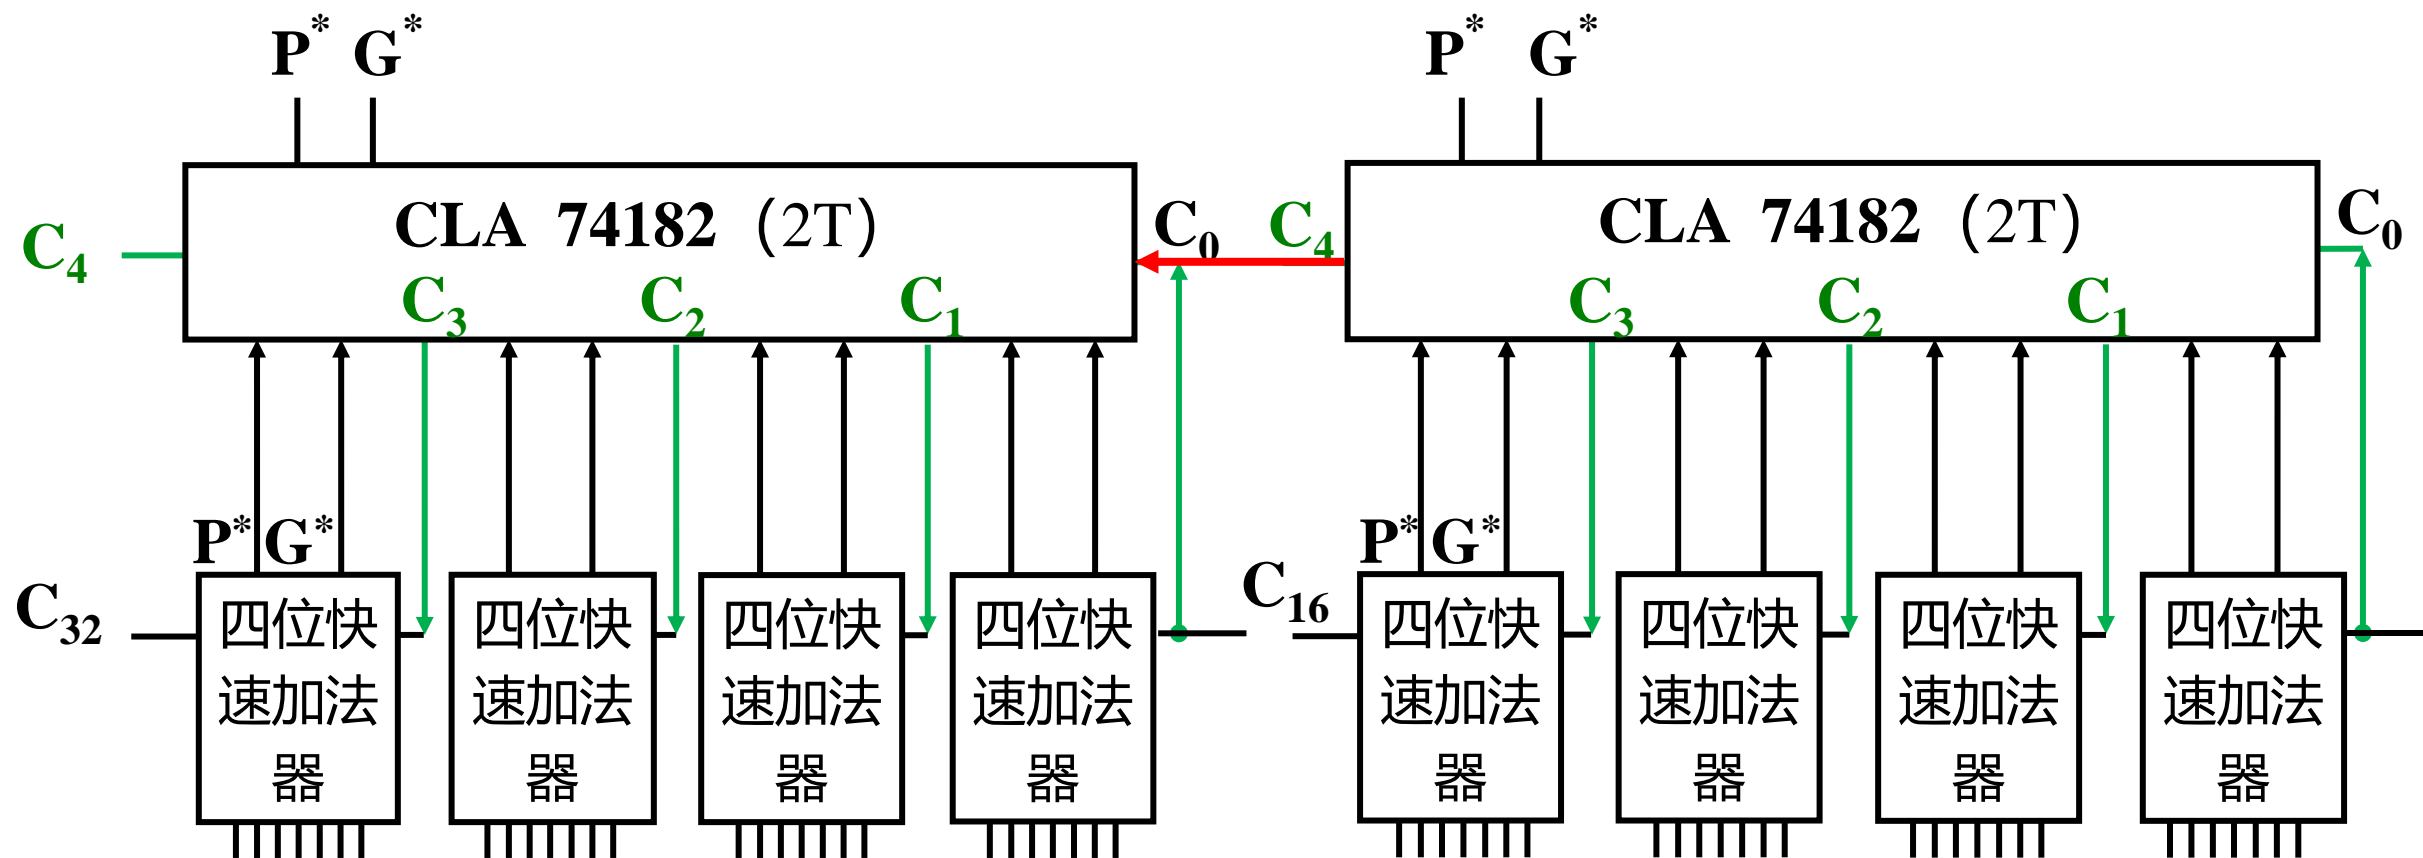 P* G*
P* G*
CLA 74182 (2T)
CLA 74182 (2T)
C4
C3
C2
C1
C0
C4
C3
C2
C1
C0
P* G*
P* G*
C32
C16
四位快
速加法
器
四位快
速加法
器
四位快
速加法
器
四位快
速加法
器
四位快
速加法
器
四位快
速加法
器
四位快
速加法
器
四位快
速加法
器